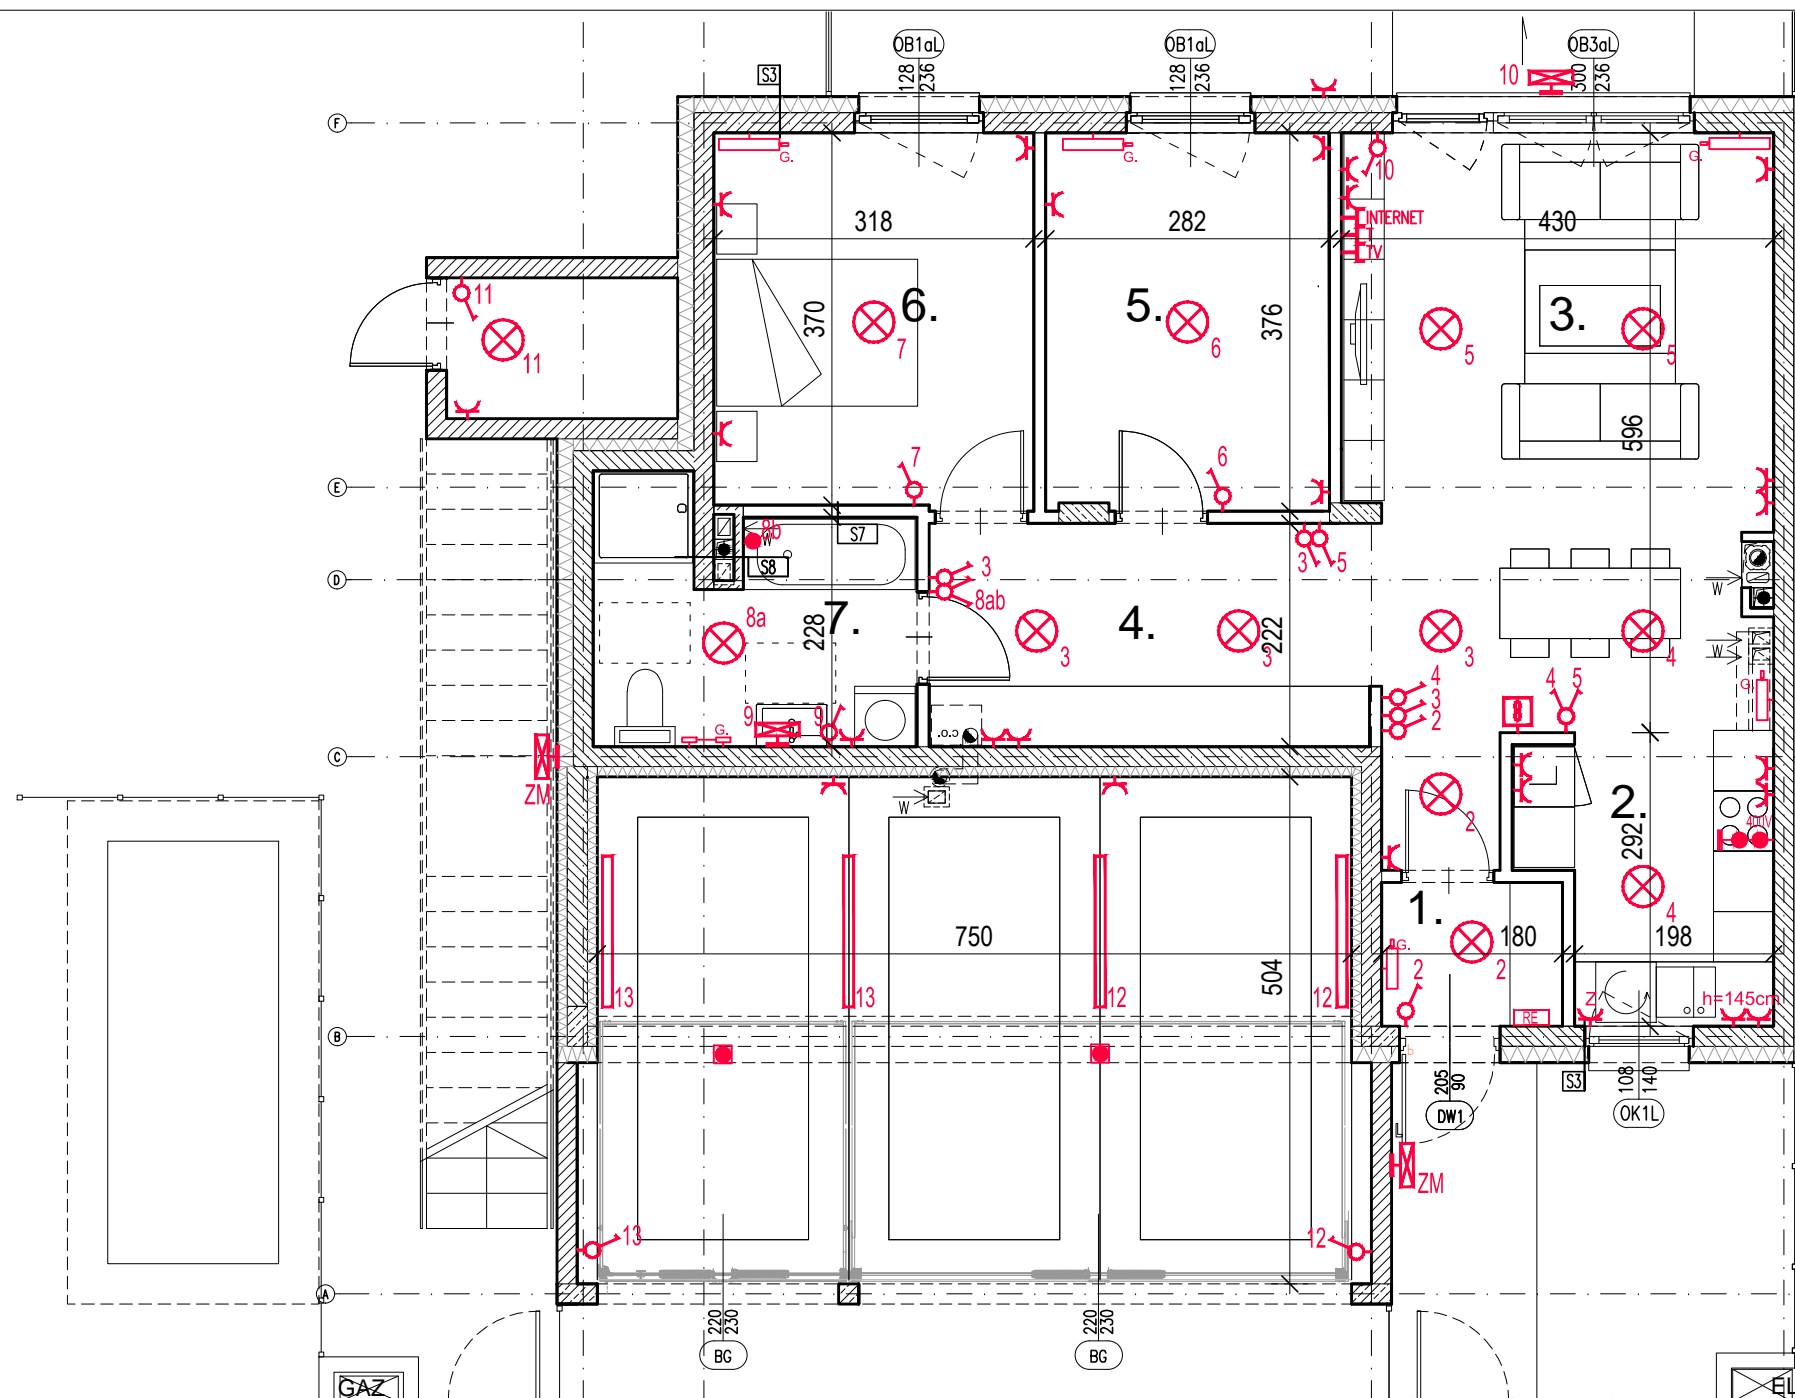 OB1aL
128
236
OB1aL
128
236
OB3aL
300
236
10
S3
F
G.
G.
G.
10
INTERNET
TV
318
282
430
11
11
6.
7
370
5.
6
376
3.
5
5
596
7
6
E
8b
W
S7
S8
3
8ab
3
5
D
W
W
8a
7.
228
4.
3
3
222
3
4
4
3
2
4
5
G.
9
9
G.
c.o.
C
ZM
W
2
2.
292
400V
4
1.
750
504
180
198
G.
2
2
13
13
12
12
RE
Z
h=145cm
B
b
205
90
DW1
S3
108
140
OK1L
ZM
13
12
A
220
230
BG
220
230
BG
GAZ
EL